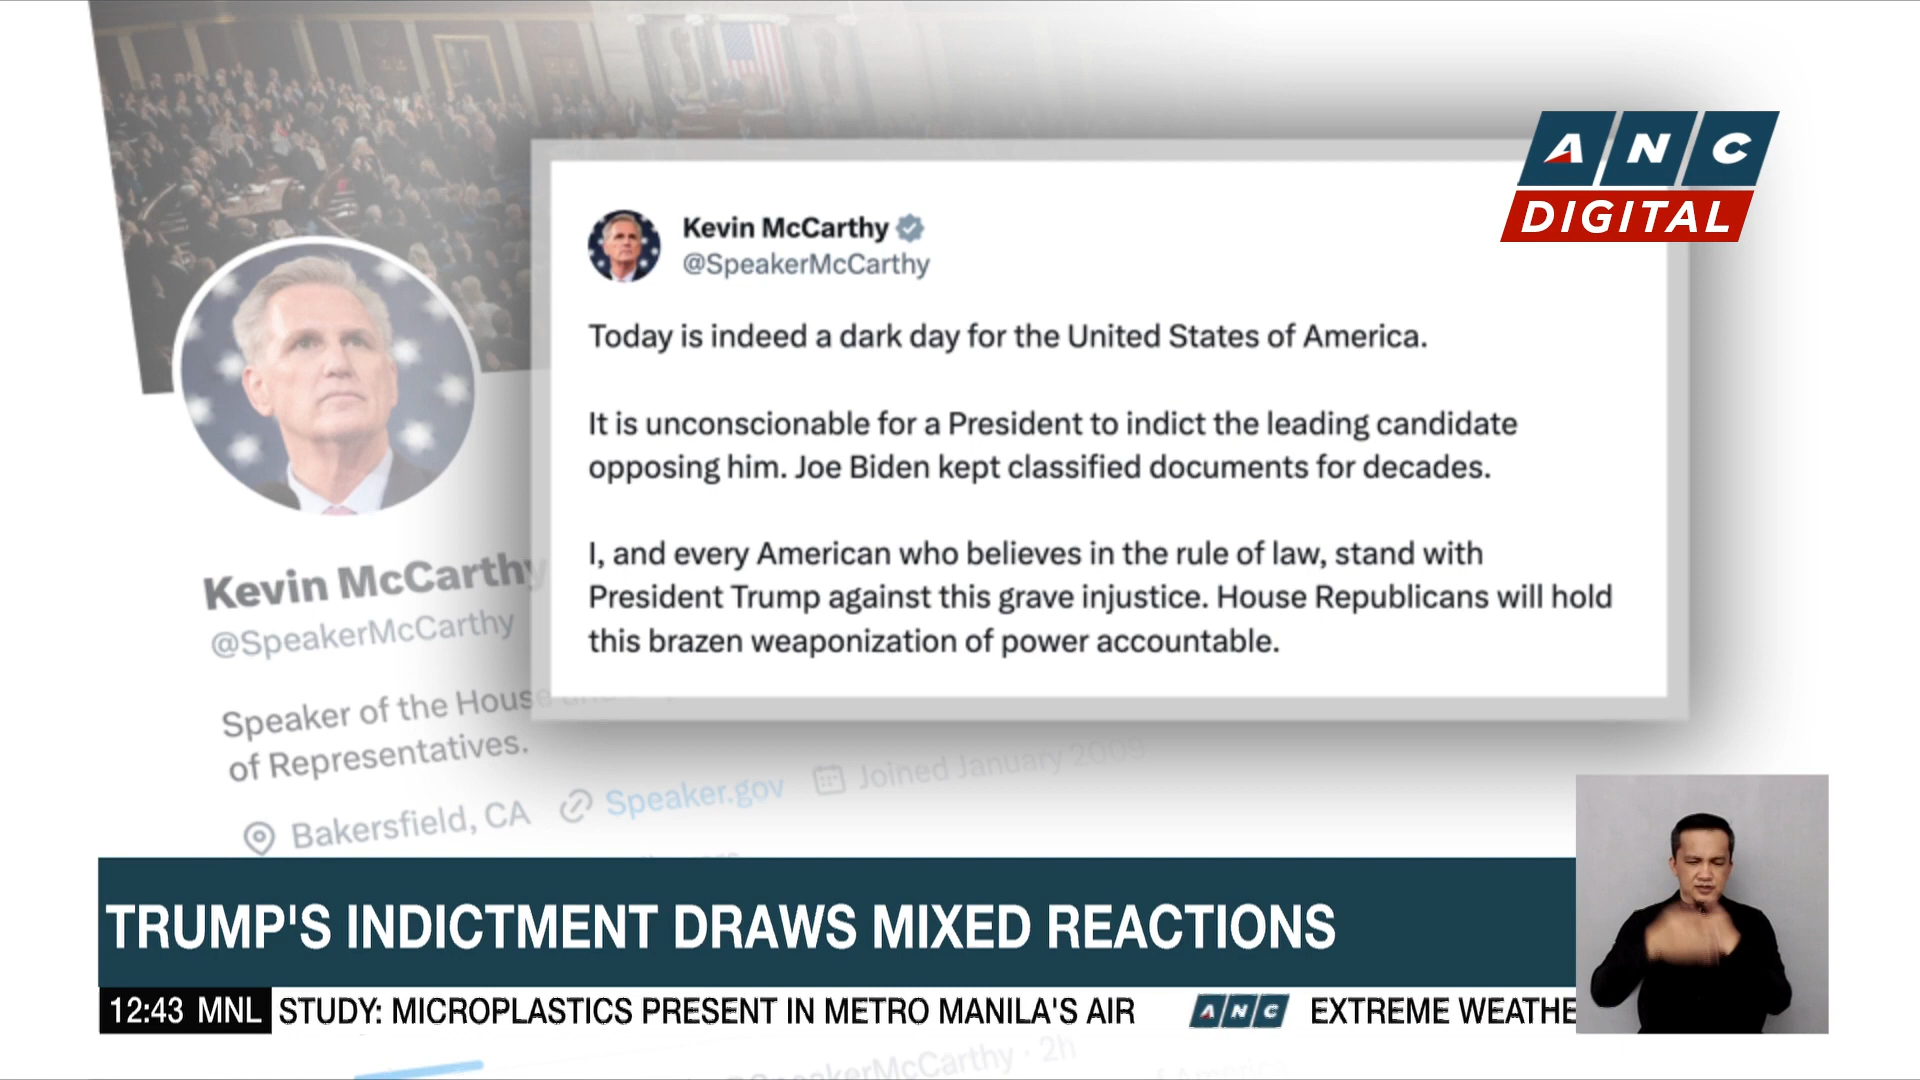 ANC
DIGITAL
Kevin McCarthy
@SpeakerMcCarthy
Today is indeed a dark day for the United States of America.
It is unconscionable for a President to indict the leading candidate
opposing him. Joe Biden kept classified documents for decades.
I, and every American who believes in the rule of law, stand with
President Trump against this grave injustice. House Republicans will hold
this brazen weaponization of power accountable.
Kevin McCarthy
@SpeakerMcCarthy
Speaker of the House
of Representatives.
Bakersfield, CA Speaker.gov Joined January 2009
TRUMP'S INDICTMENT DRAWS MIXED REACTIONS
12:43 MNL STUDY: MICROPLASTICS PRESENT IN METRO MANILA'S AIR ANC EXTREME WEATHE
@SpeakerMcCarthy · 2h
of America